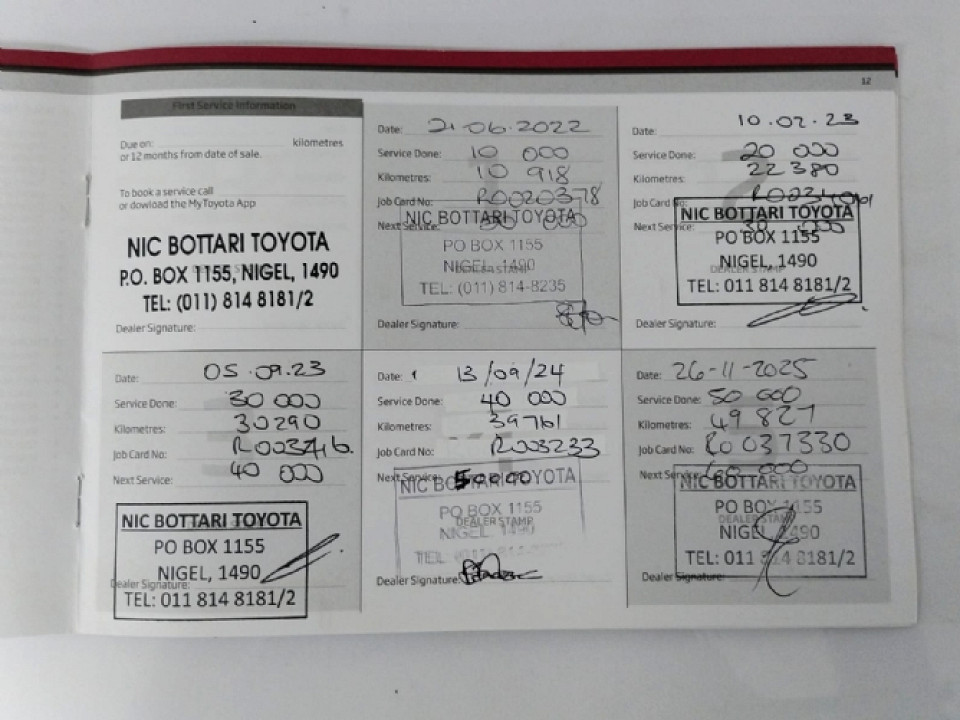 12
First Service Information
Due on: kilometres
or 12 months from date of sale.
To book a service call
or dowload the MyToyota App
NIC BOTTARI TOYOTA
P.O. BOX 1155, NIGEL, 1490
TEL: (011) 814 8181/2
Dealer Signature:
Date: 21.06.2022
Service Done: 10 000
Kilometres: 10 918
Job Card No: R0020378
Next Service:
NIC BOTTARI TOYOTA
PO BOX 1155
NIGEL, 1490
DEALER STAMP
TEL: (011) 814-8235
Dealer Signature:
Date: 10.02.23
Service Done: 20 000
Kilometres: 22 380
Job Card No:
Next Service: 30 000
NIC BOTTARI TOYOTA
PO BOX 1155
NIGEL, 1490
DEALER STAMP
TEL: 011 814 8181/2
Dealer Signature:
Date: 05.09.23
Service Done: 30 000
Kilometres: 30290
Job Card No:
Next Service: 40 000
NIC BOTTARI TOYOTA
PO BOX 1155
NIGEL, 1490
Dealer Signature:
TEL: 011 814 8181/2
Date: 13/09/24
Service Done: 40 000
Kilometres: 39761
Job Card No: R003233
Next Service: 50000
NIC BOTTARI TOYOTA
PO BOX 1155
DEALER STAMP
NIGEL, 1490
Dealer Signature:
Date: 26-11-2025
Service Done: 50 000
Kilometres: 49 827
Job Card No: R0037330
Next Service: 60 000
NIC BOTTARI TOYOTA
PO BOX 1155
DEALER STAMP
NIGEL, 1490
TEL: 011 814 8181/2
Dealer Signature: